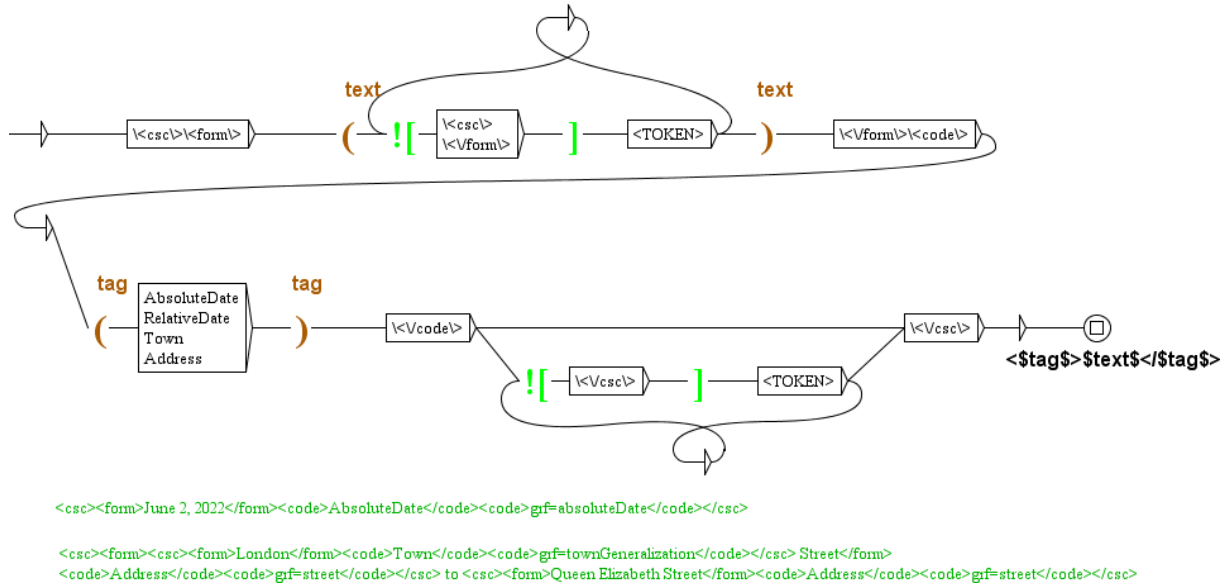 text
text
\<csc\>\<form\>
(
![
\<csc\>
\<\/form\>
]
<TOKEN>
)
\<\/form\>\<code\>
tag
tag
(
AbsoluteDate
RelativeDate
Town
Address
)
\<\/code\>
\<\/csc\>
<$tag$>$text$</$tag$>
![
\<\/csc\>
]
<TOKEN>
<csc><form>June 2, 2022</form><code>AbsoluteDate</code><code>grf=absoluteDate</code></csc>
<csc><form><csc><form>London</form><code>Town</code><code>grf=townGeneralization</code></csc> Street</form>
<code>Address</code><code>grf=street</code></csc> to <csc><form>Queen Elizabeth Street</form><code>Address</code><code>grf=street</code></csc>